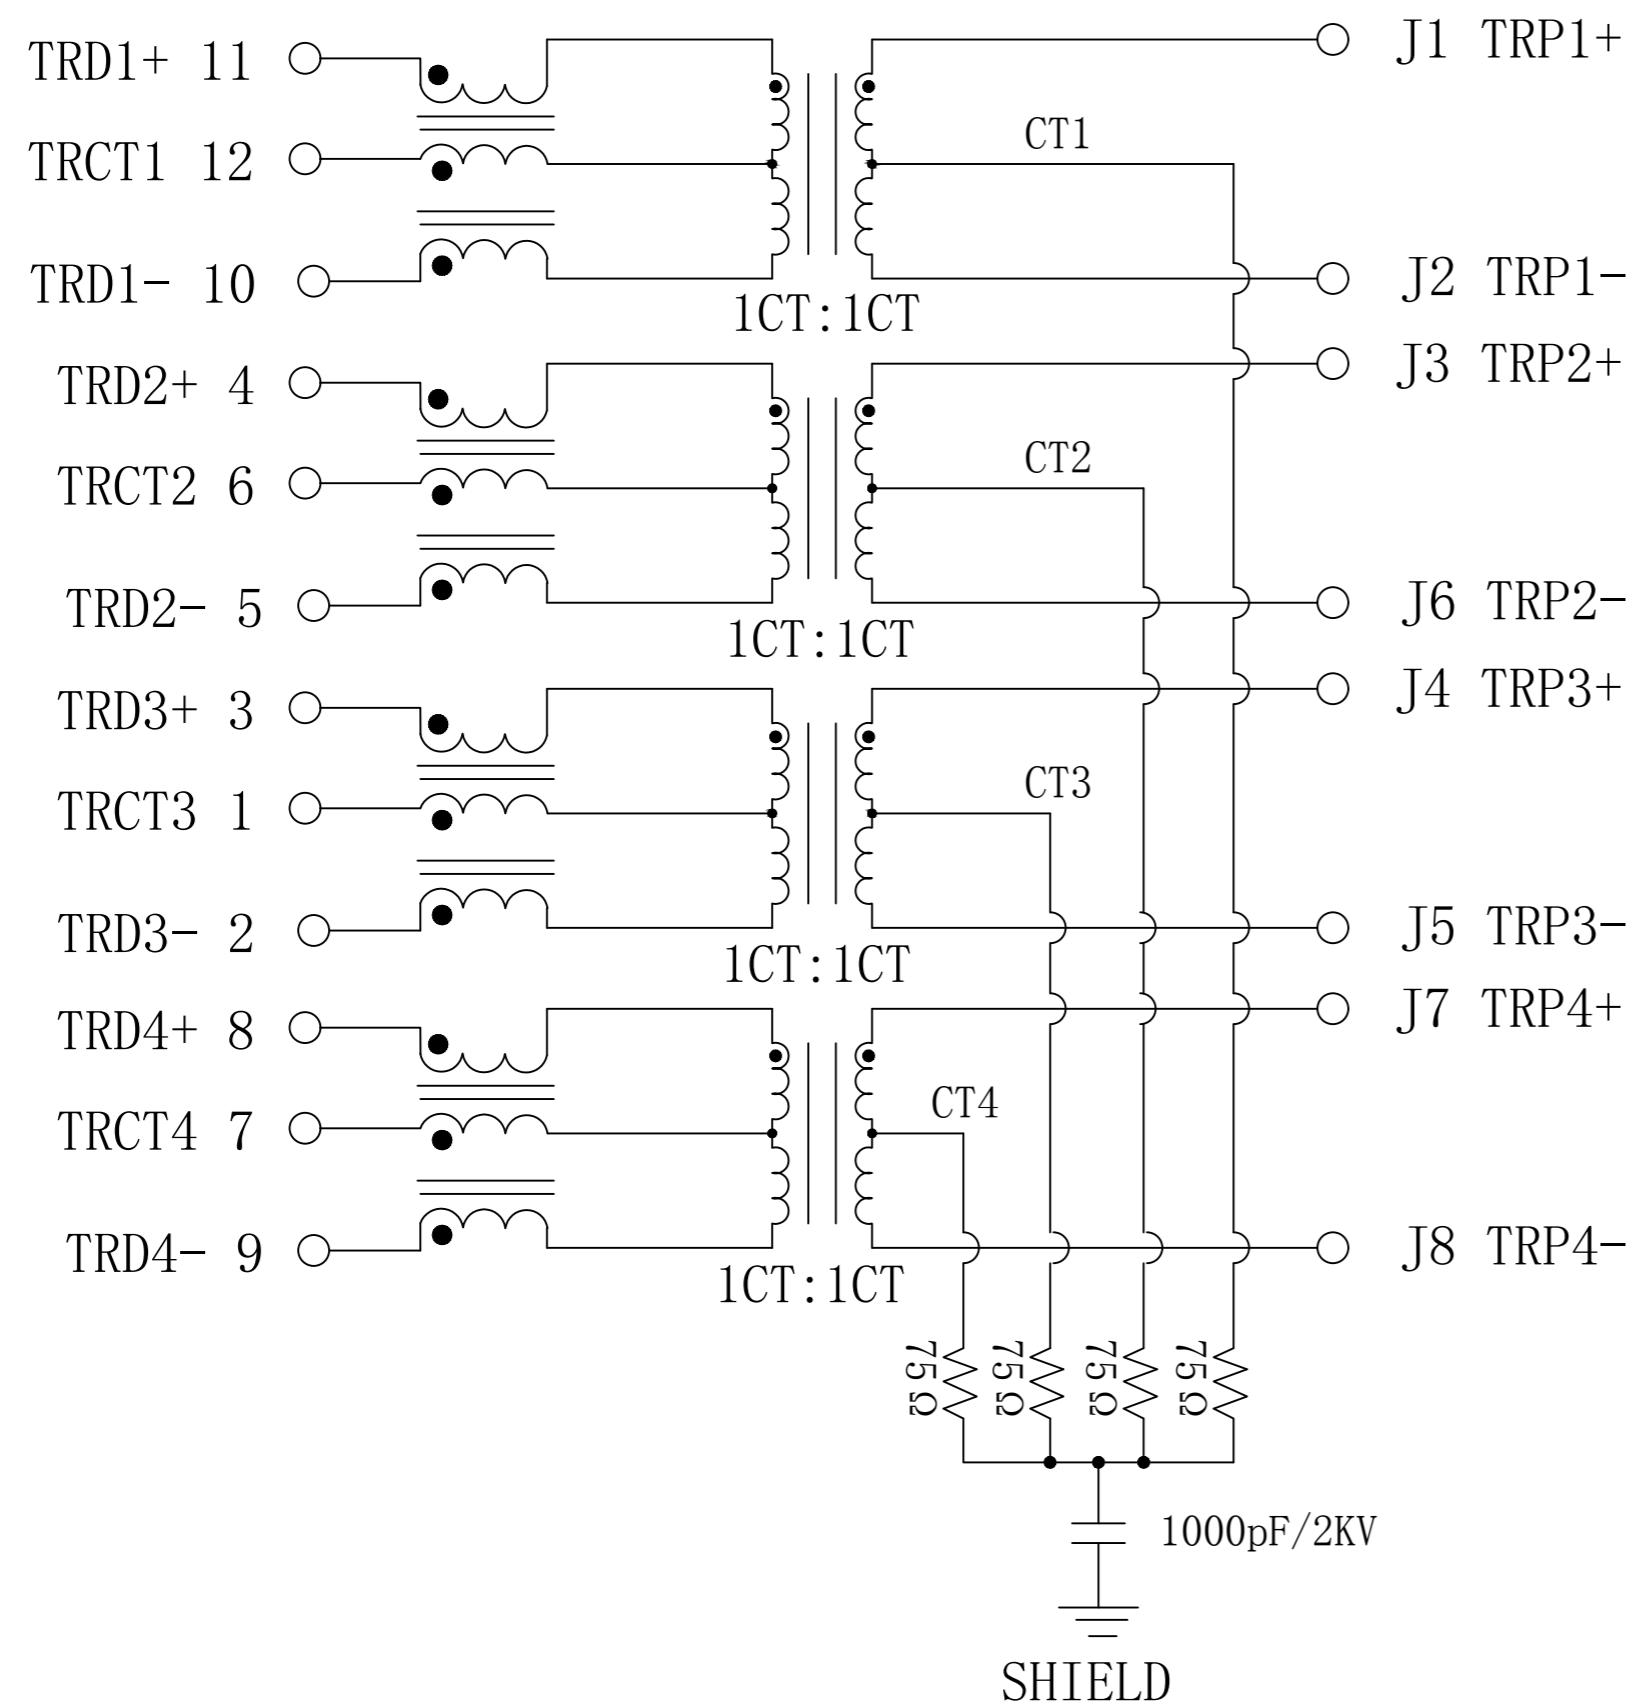 TRD1+ 11
J1 TRP1+
CT1
TRCT1 12
TRD1- 10
J2 TRP1-
1CT:1CT
TRD2+ 4
J3 TRP2+
CT2
TRCT2 6
TRD2- 5
J6 TRP2-
1CT:1CT
TRD3+ 3
J4 TRP3+
CT3
TRCT3 1
TRD3- 2
J5 TRP3-
1CT:1CT
TRD4+ 8
J7 TRP4+
CT4
TRCT4 7
TRD4- 9
J8 TRP4-
1CT:1CT
75Ω
75Ω
75Ω
75Ω
1000pF/2KV
SHIELD